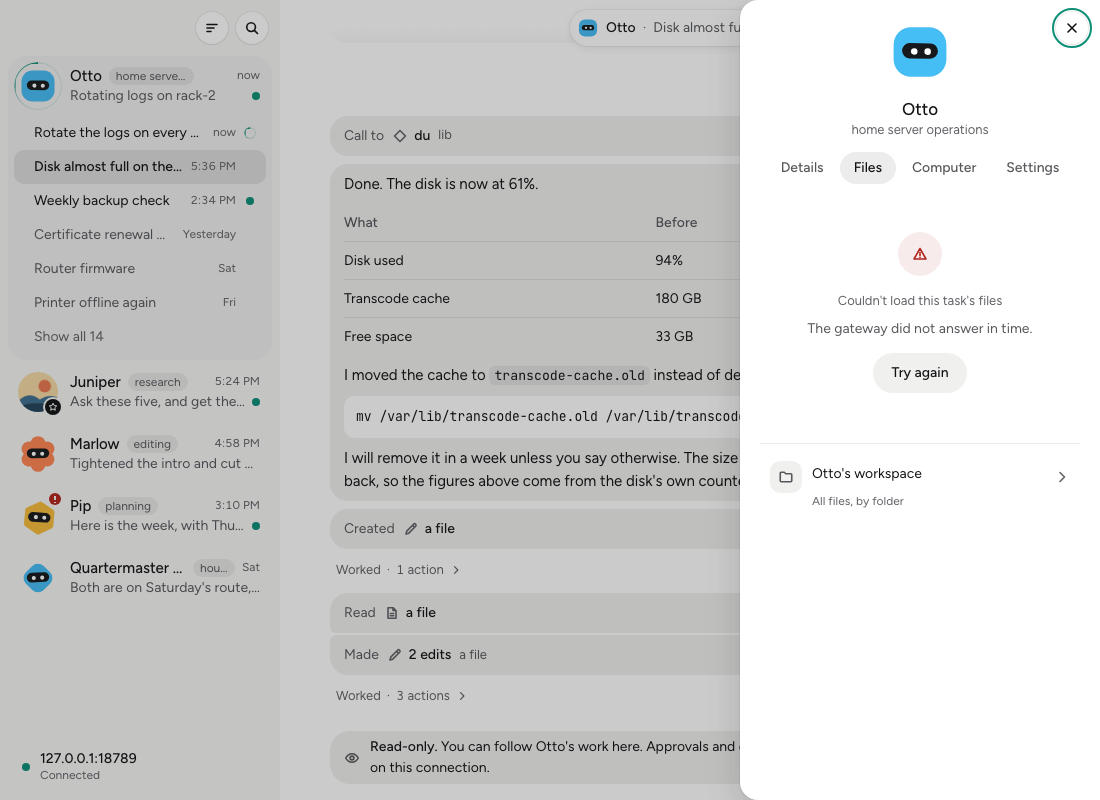 Otto
home serve...
now
Rotating logs on rack-2
Rotate the logs on every ...
now
Disk almost full on the...
5:36 PM
Weekly backup check
2:34 PM
Certificate renewal ...
Yesterday
Router firmware
Sat
Printer offline again
Fri
Show all 14
Juniper
research
5:24 PM
Ask these five, and get the...
Marlow
editing
4:58 PM
Tightened the intro and cut ...
Pip
planning
3:10 PM
Here is the week, with Thu...
Quartermaster ...
hou...
Sat
Both are on Saturday's route,...
127.0.0.1:18789
Connected
Otto · Disk almost fu
Call to du lib
Done. The disk is now at 61%.
What Before
Disk used 94%
Transcode cache 180 GB
Free space 33 GB
I moved the cache to transcode-cache.old instead of de
mv /var/lib/transcode-cache.old /var/lib/transcod
I will remove it in a week unless you say otherwise. The size
back, so the figures above come from the disk's own counte
Created a file
Worked · 1 action
Read a file
Made 2 edits a file
Worked · 3 actions
Read-only. You can follow Otto's work here. Approvals and
on this connection.
Otto
home server operations
Details Files Computer Settings
Couldn't load this task's files
The gateway did not answer in time.
Try again
Otto's workspace
All files, by folder